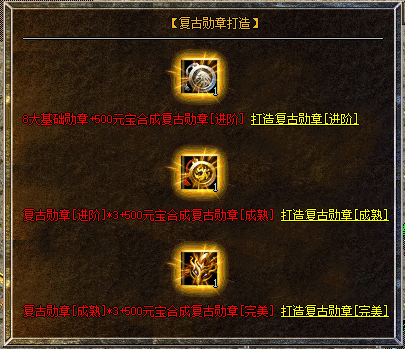 【复古勋章打造】
1
8大基础勋章+500元宝合成复古勋章[进阶] 打造复古勋章[进阶]
1
复古勋章[进阶]*3+500元宝合成复古勋章[成熟] 打造复古勋章[成熟]
1
复古勋章[成熟]*3+500元宝合成复古勋章[完美] 打造复古勋章[完美]